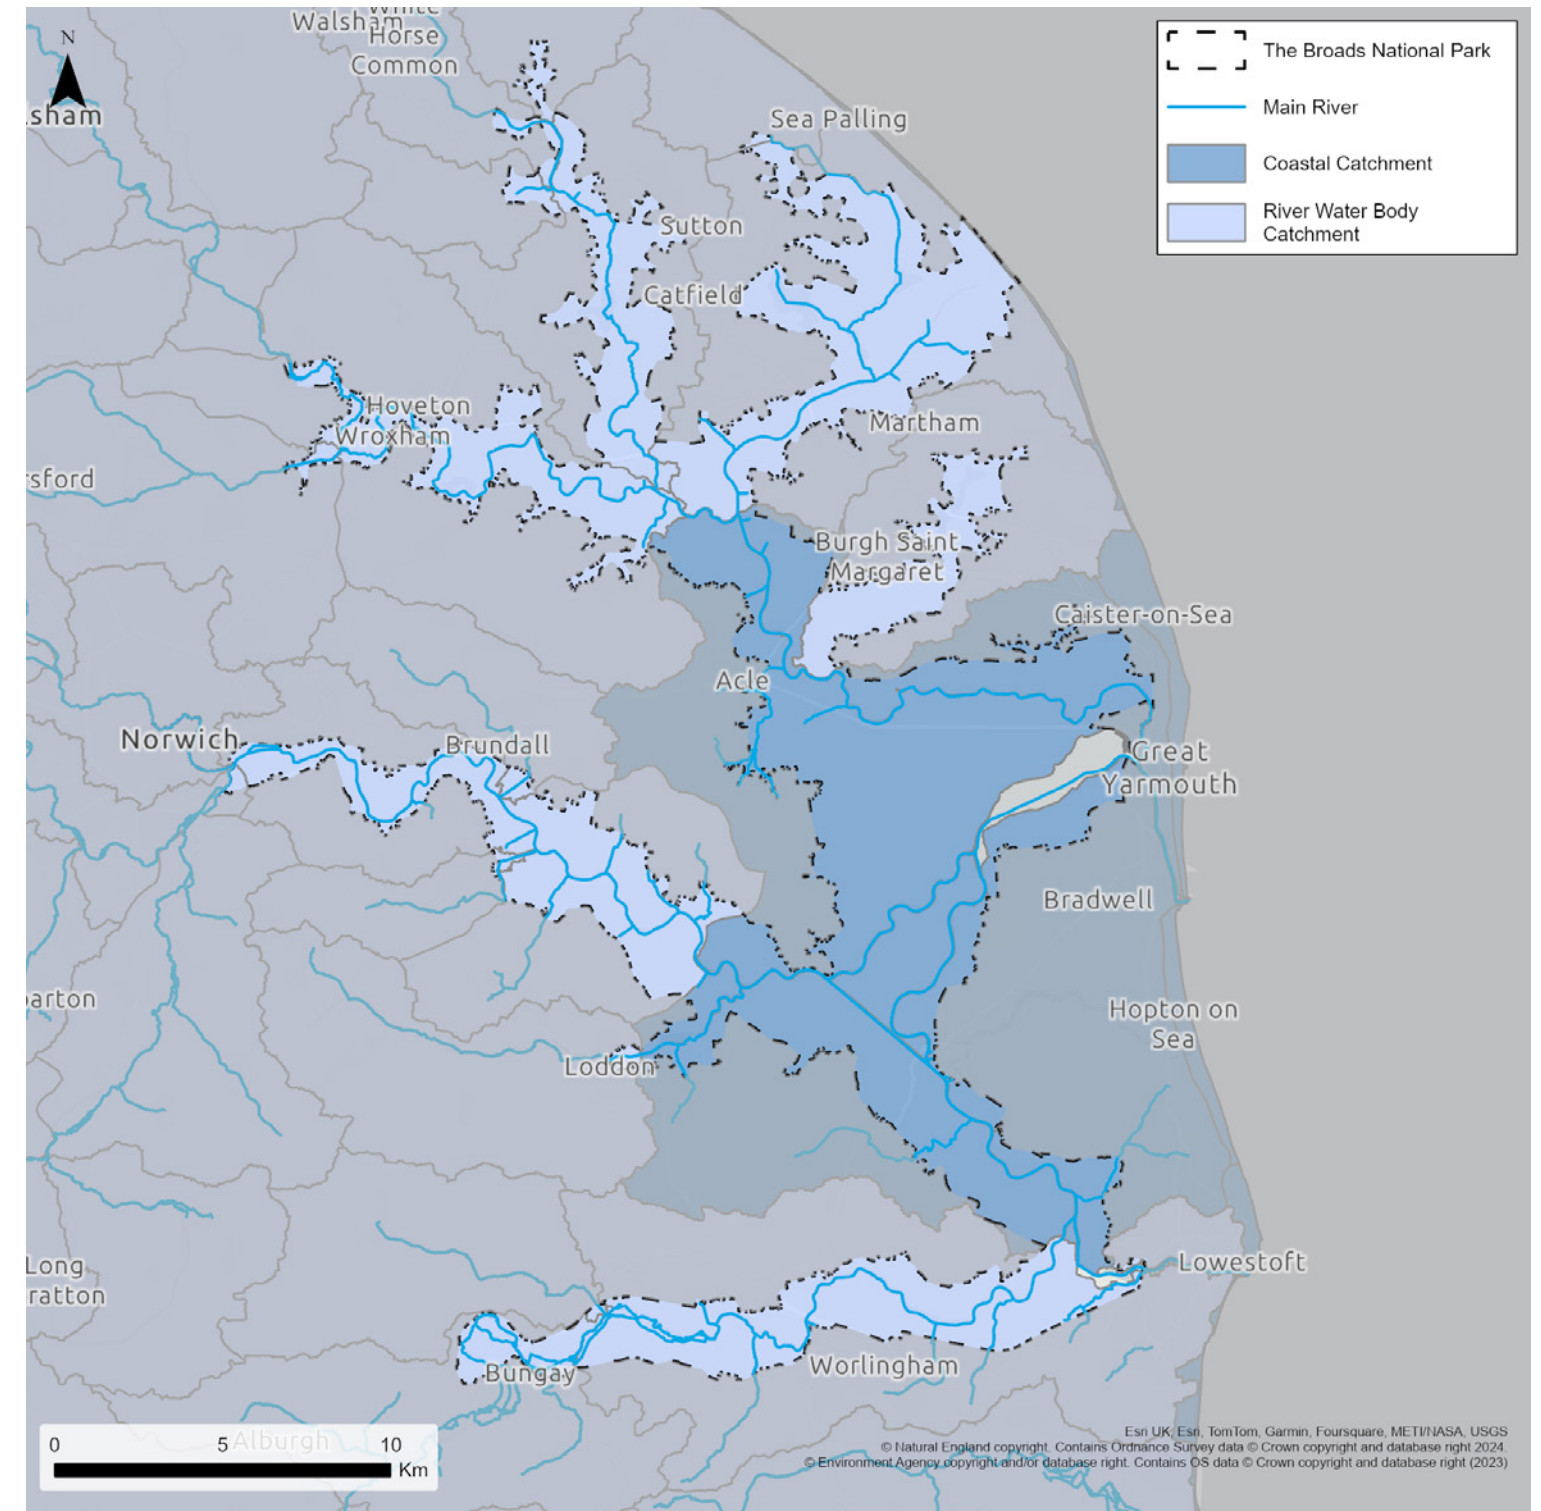 N
Walsham
White
Horse
Common
lsham
Sea Palling
Sutton
Catfield
Hoveton
Wroxham
Martham
rsford
Burgh Saint
Margaret
Caister-on-Sea
Acle
Norwich
Brundall
Great
Yarmouth
Bradwell
arton
Hopton on
Sea
Loddon
Long
ratton
Lowestoft
Worlingham
Bungay
Alburgh
The Broads National Park
Main River
Coastal Catchment
River Water Body
Catchment
0 5 10
Km
Esri UK, Esri, TomTom, Garmin, Foursquare, METI/NASA, USGS
© Natural England copyright. Contains Ordnance Survey data © Crown copyright and database right 2024.
© Environment Agency copyright and/or database right. Contains OS data © Crown copyright and database right (2023)